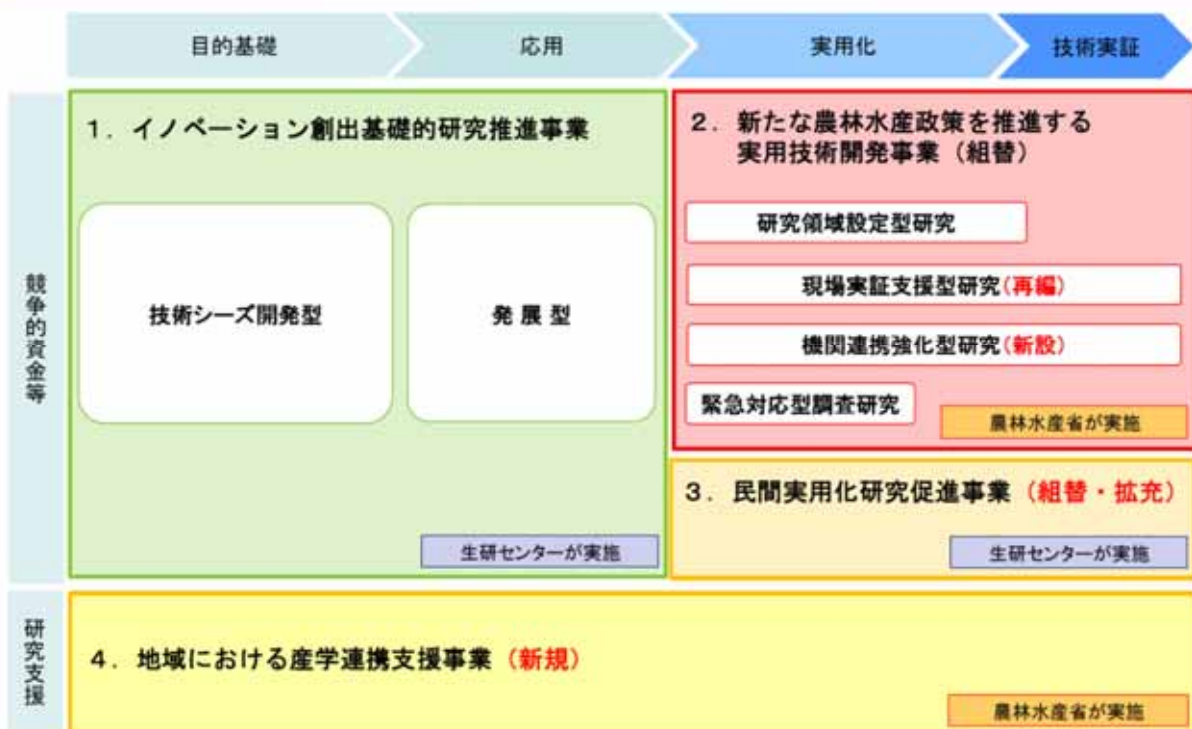 目的基礎
応用
実用化
技術実証
競争的資金等
1．イノベーション創出基礎的研究推進事業
技術シーズ開発型
発展型
生研センターが実施
2．新たな農林水産政策を推進する
実用技術開発事業（組替）
研究領域設定型研究
現場実証支援型研究(再編)
機関連携強化型研究(新設)
緊急対応型調査研究
農林水産省が実施
3．民間実用化研究促進事業（組替・拡充）
生研センターが実施
研究支援
4．地域における産学連携支援事業（新規）
農林水産省が実施